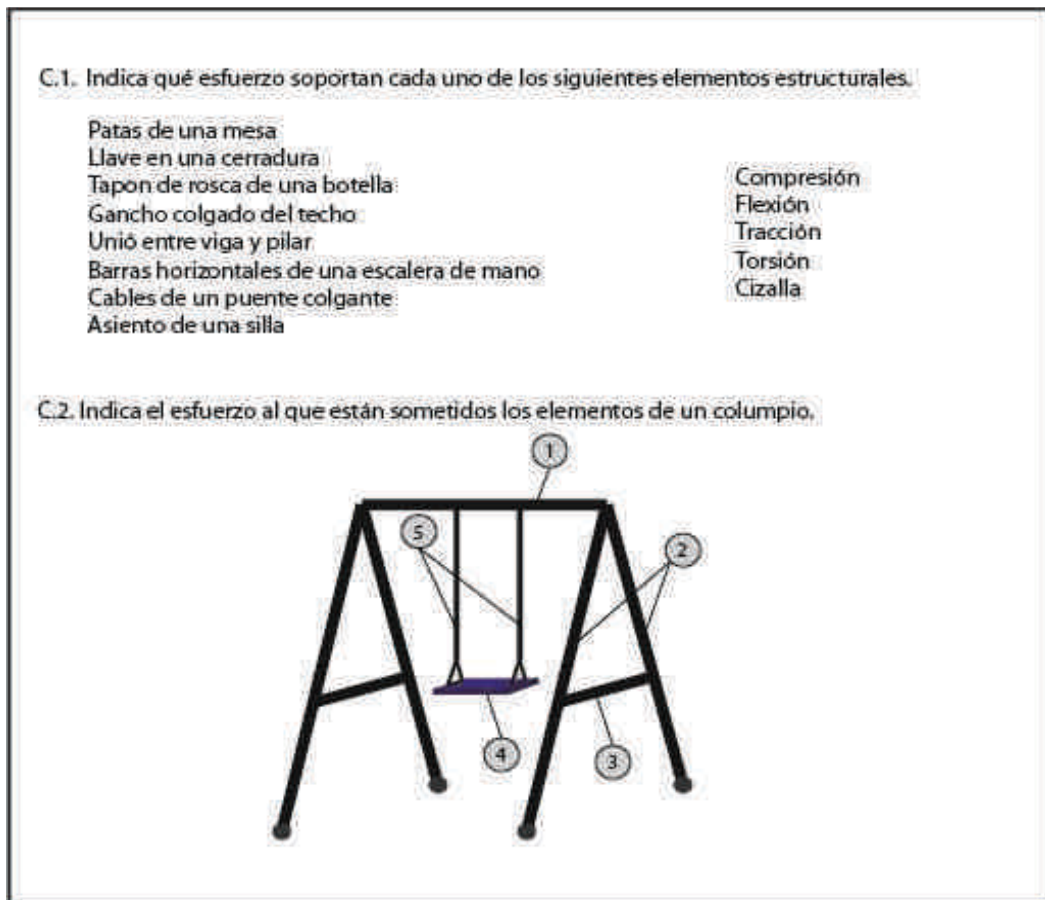 C.1. Indica qué esfuerzo soportan cada uno de los siguientes elementos estructurales.
Patas de una mesa
Llave en una cerradura
Tapon de rosca de una botella
Gancho colgado del techo
Unió entre viga y pilar
Barras horizontales de una escalera de mano
Cables de un puente colgante
Asiento de una silla
Compresión
Flexión
Tracción
Torsión
Cizalla
C.2. Indica el esfuerzo al que están sometidos los elementos de un columpio.
1
5
2
4
3